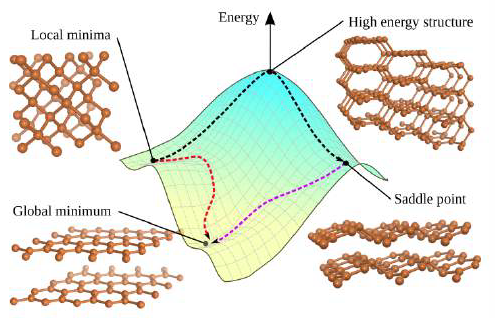 Energy
High energy structure
Local minima
Saddle point
Global minimum